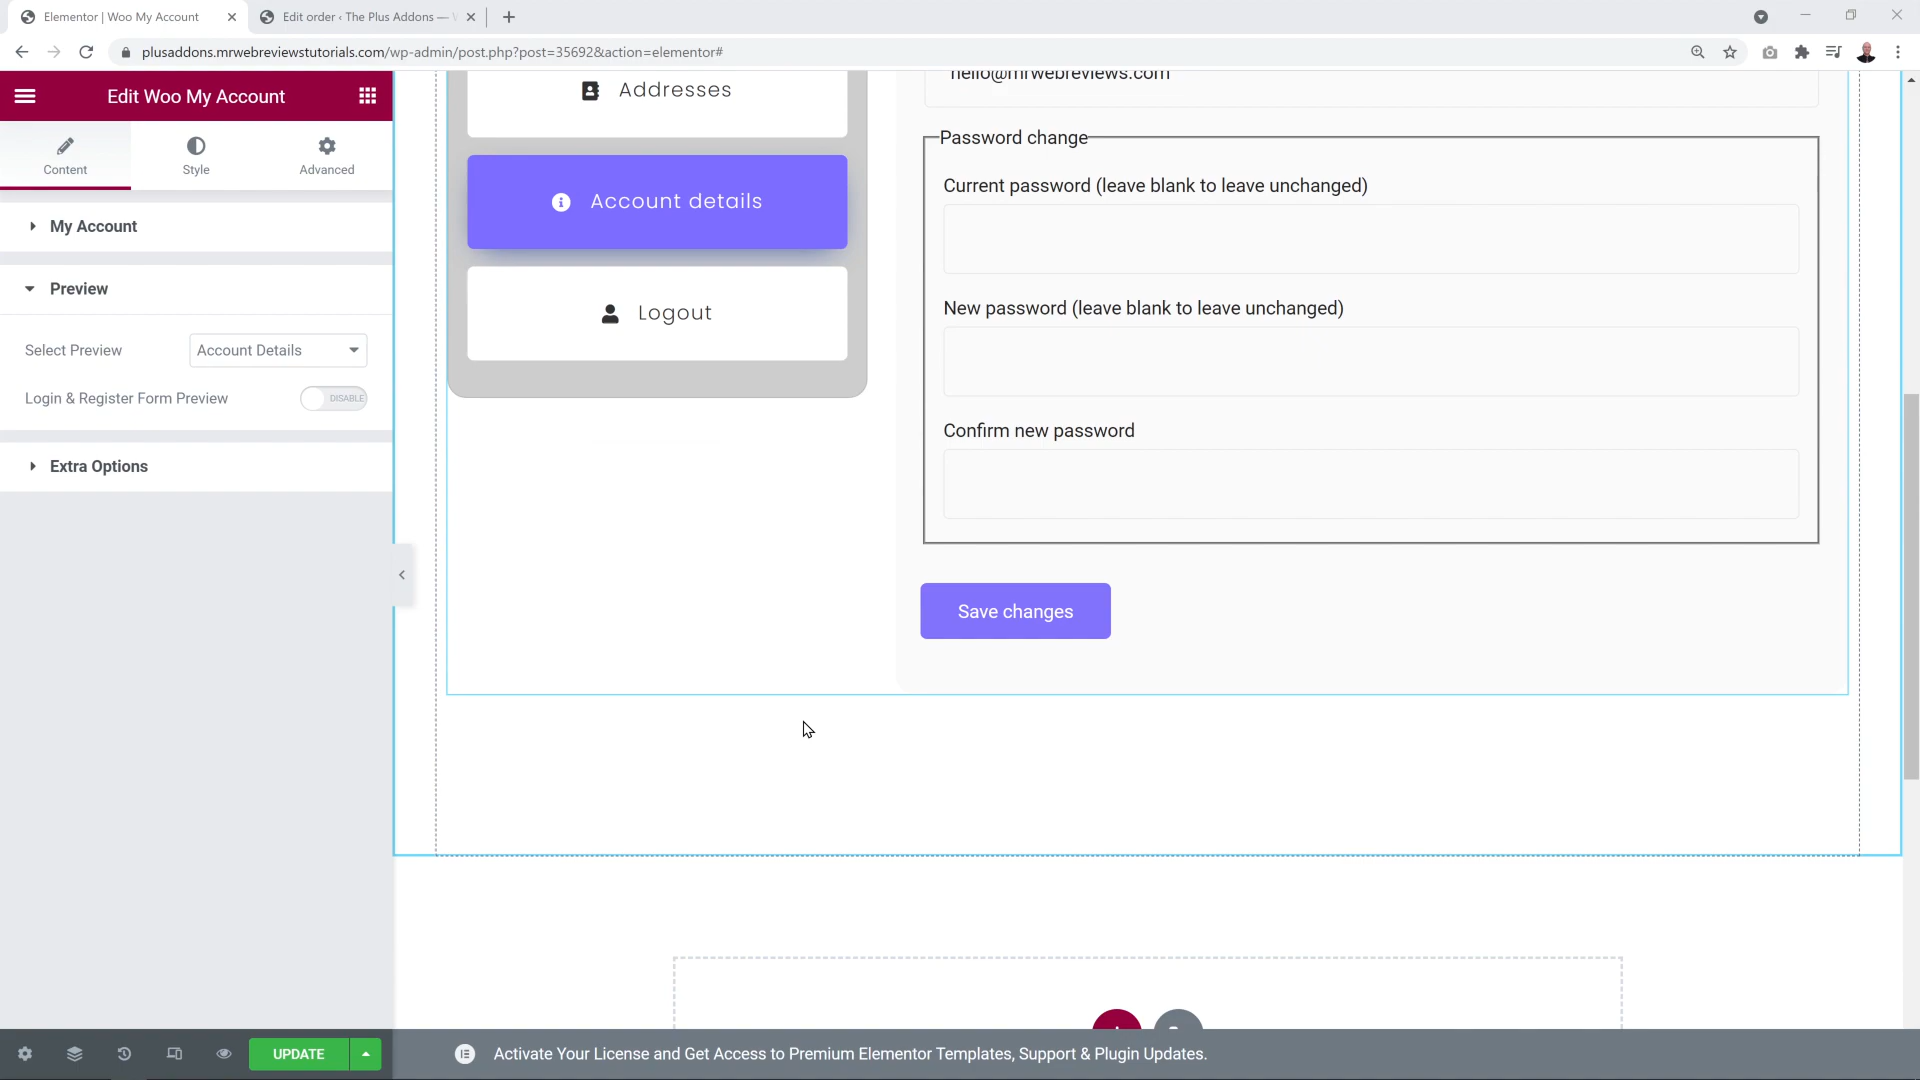 Elementor | Woo My Account
Edit order ‹ The Plus Addons —
plusaddons.mrwebreviewstutorials.com/wp-admin/post.php?post=35692&action=elementor#
Edit Woo My Account
Content
Style
Advanced
My Account
Preview
Select Preview
Account Details
Login & Register Form Preview
DISABLE
Extra Options
UPDATE
Addresses
Account details
Logout
hello@mrwebreviews.com
Password change
Current password (leave blank to leave unchanged)
New password (leave blank to leave unchanged)
Confirm new password
Save changes
Activate Your License and Get Access to Premium Elementor Templates, Support & Plugin Updates.